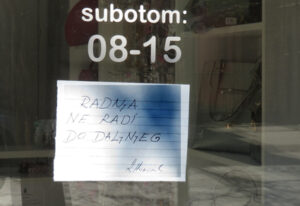 subotom:
08-15
RADNJA
NE RADI
DO DALJNJEG